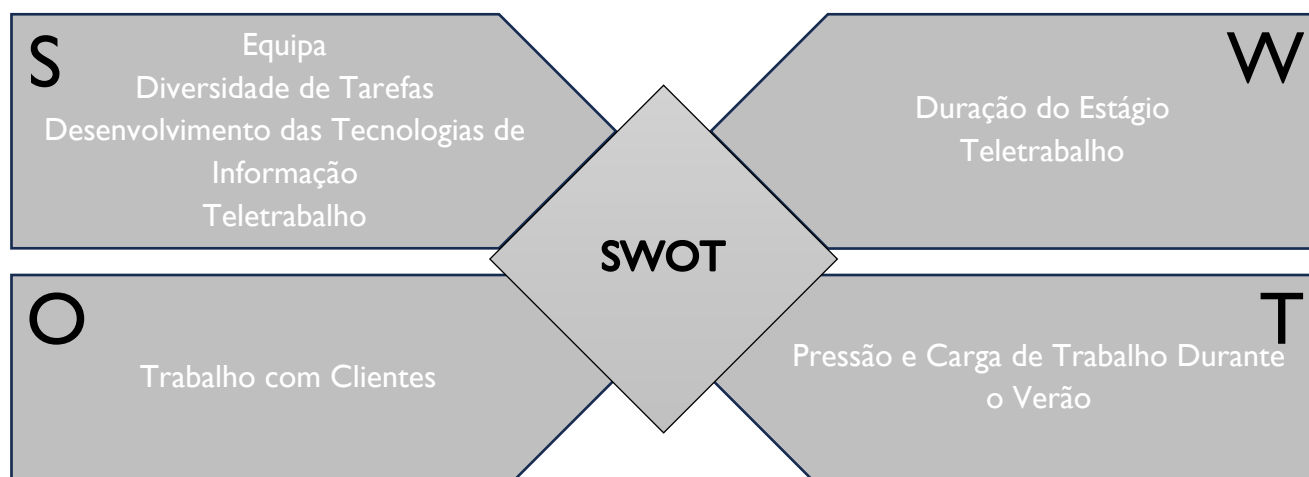 S
Equipa
Diversidade de Tarefas
Desenvolvimento das Tecnologias de
Informação
Teletrabalho
W
Duração do Estágio
Teletrabalho
SWOT
O
Trabalho com Clientes
T
Pressão e Carga de Trabalho Durante
o Verão